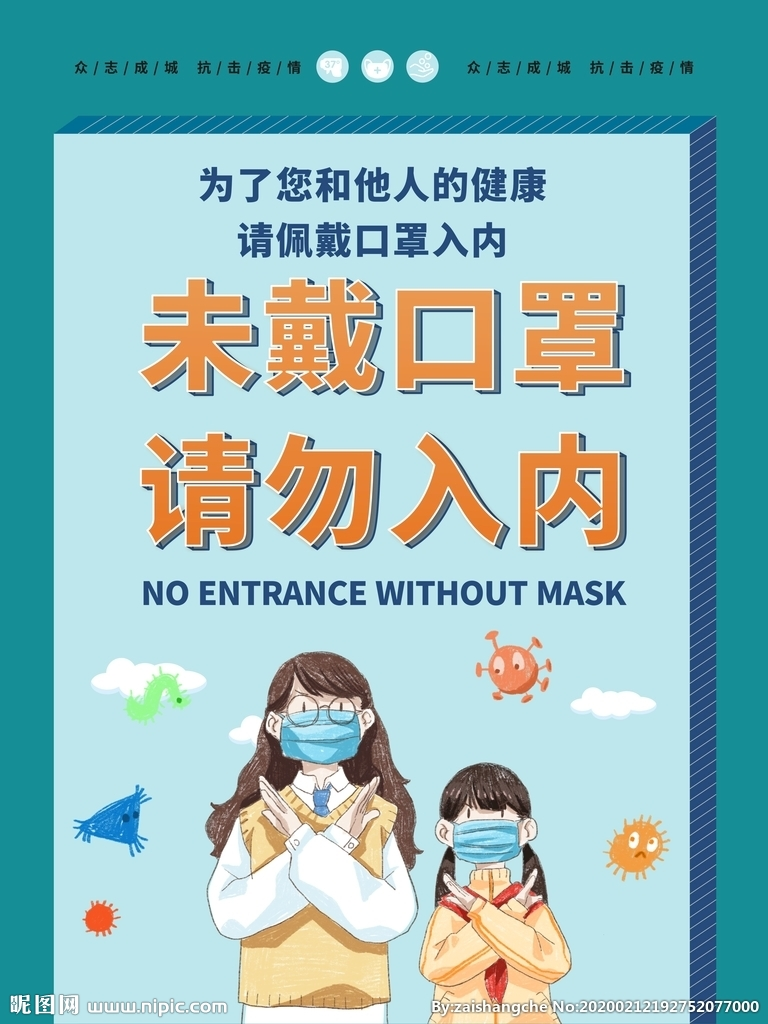 众/志/成/城 抗/击/疫/情 37° 众/志/成/城 抗/击/疫/情
为了您和他人的健康
请佩戴口罩入内
未戴口罩
请勿入内
NO ENTRANCE WITHOUT MASK
昵图网 www.nipic.com
By:zaishangche No:20200212192752077000